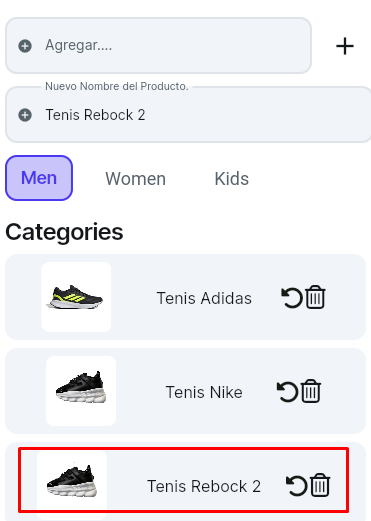 Agregar....
Nuevo Nombre del Producto.
Tenis Rebock 2
Men
Women
Kids
Categories
Tenis Adidas
Tenis Nike
Tenis Rebock 2